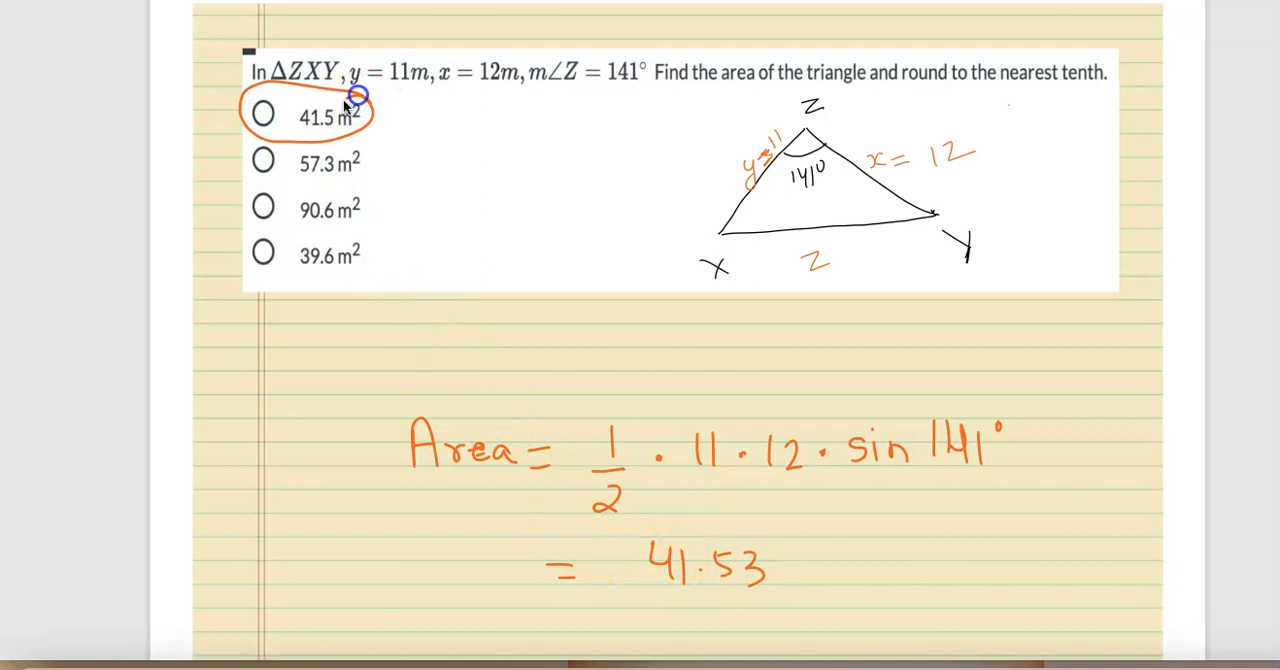 In ΔZXY, y = 11m, x = 12m, m∠Z = 141° Find the area of the triangle and round to the nearest tenth.
41.5 m²
57.3 m²
90.6 m²
39.6 m²
Z
y=11
141°
x = 12
X
Z
Y
Area = 1/2 · 11 · 12 · sin 141°
= 41.53